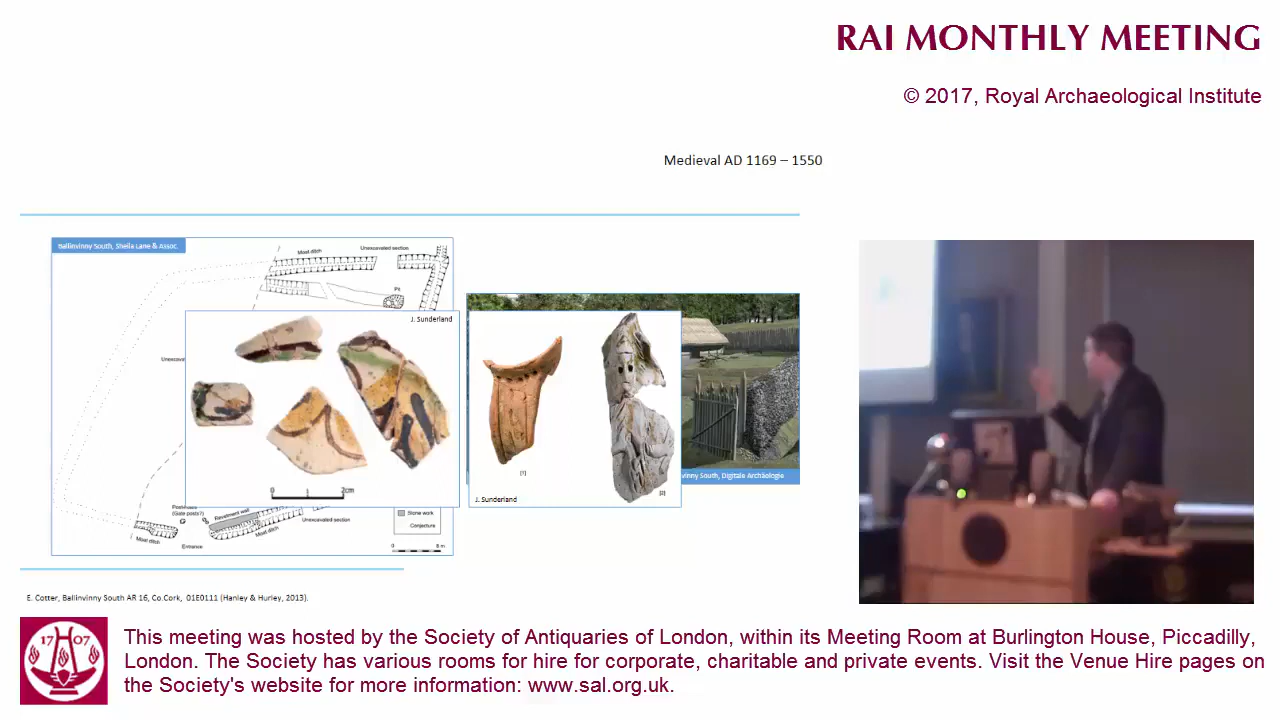 RAI MONTHLY MEETING
© 2017, Royal Archaeological Institute
Medieval AD 1169 – 1550
Ballinvinny South, Sheila Lane & Assoc.
Moat ditch
Unexcavated section
Pit
J. Sunderland
0 1 2cm
[1]
[2]
J. Sunderland
vinny South, Digitale Archäologie
(Gate posts?)
Revetment wall
Unexcavated section
Moat ditch
Moat ditch
Entrance
Stone work
Conjecture
E. Cotter, Ballinvinny South AR 16, Co.Cork, 01E0111 (Hanley & Hurley, 2013).
1707
This meeting was hosted by the Society of Antiquaries of London, within its Meeting Room at Burlington House, Piccadilly,
London. The Society has various rooms for hire for corporate, charitable and private events. Visit the Venue Hire pages on
the Society's website for more information: www.sal.org.uk.